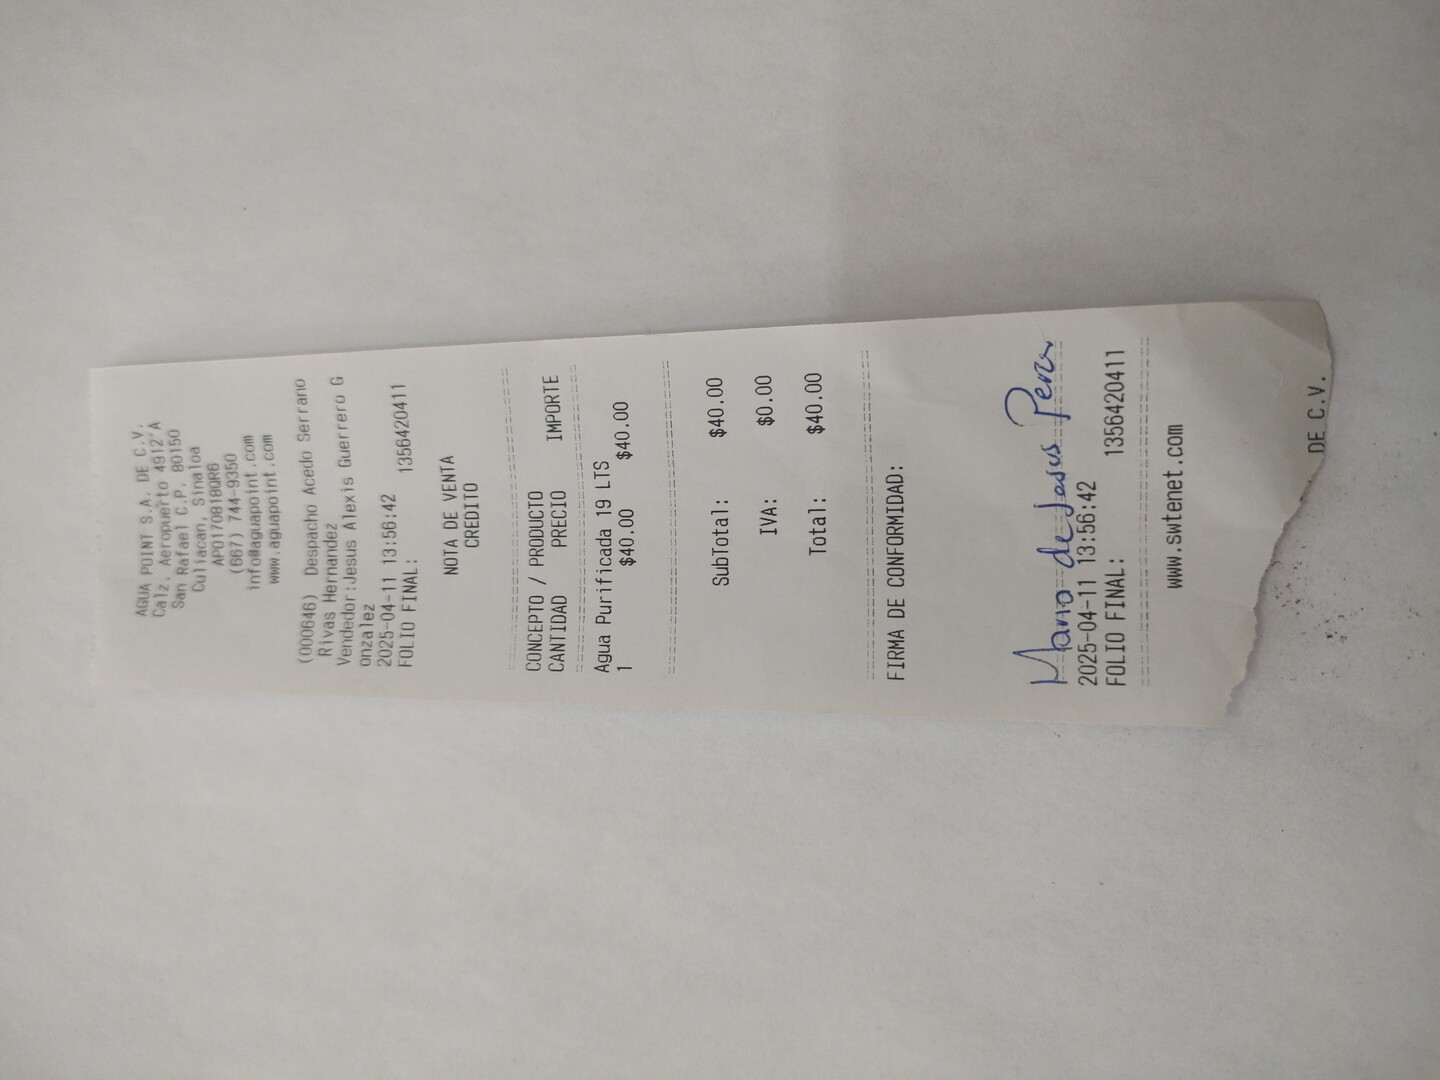 AGUA POINT S.A. DE C.V.
Calz. Aeropuerto 4912 A
San Rafael C.P. 80150
Culiacan, Sinaloa
APO170818QR6
(667) 744-9350
info@aguapoint.com
www.aguapoint.com
(000646) Despacho Acedo Serrano
Rivas Hernandez
Vendedor:Jesus Alexis Guerrero G
onzalez
2025-04-11 13:56:42
FOLIO FINAL: 1356420411
NOTA DE VENTA
CREDITO
CONCEPTO / PRODUCTO
CANTIDAD PRECIO IMPORTE
Agua Purificada 19 LTS
1 $40.00 $40.00
SubTotal: $40.00
IVA: $0.00
Total: $40.00
FIRMA DE CONFORMIDAD:
de Jesus
2025-04-11 13:56:42
FOLIO FINAL: 1356420411
www.swtenet.com
DE C.V.